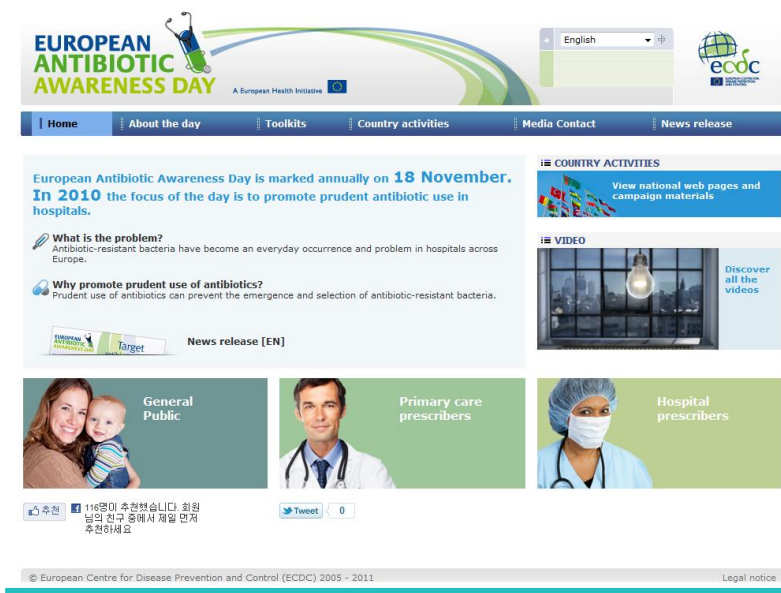 EUROPEAN
ANTIBIOTIC
AWARENESS DAY
A European Health Initiative
English
ecdc
Home
About the day
Toolkits
Country activities
Media Contact
News release
European Antibiotic Awareness Day is marked annually on 18 November.
In 2010 the focus of the day is to promote prudent antibiotic use in
hospitals.
What is the problem?
Antibiotic-resistant bacteria have become an everyday occurrence and problem in hospitals across
Europe.
Why promote prudent use of antibiotics?
Prudent use of antibiotics can prevent the emergence and selection of antibiotic-resistant bacteria.
EUROPEAN
ANTIBIOTIC
AWARENESS DAY
Target
News release [EN]
COUNTRY ACTIVITIES
View national web pages and
campaign materials
VIDEO
Discover
all the
videos
General
Public
Primary care
prescribers
Hospital
prescribers
추천
116명이 추천했습니다. 회원
님의 친구 중에서 제일 먼저
추천하세요
Tweet
0
© European Centre for Disease Prevention and Control (ECDC) 2005 - 2011
Legal notice